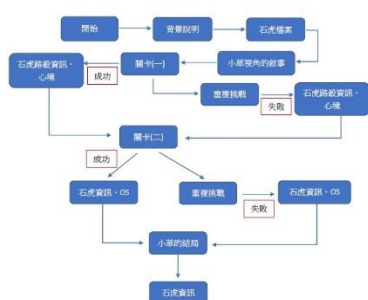 開始
背景說明
石虎檔案
石虎路殺資訊、
心境
成功
關卡(一)
小草視角的敘事
重複挑戰
失敗
石虎路殺資訊、
心境
關卡(二)
成功
石虎資訊、OS
重複挑戰
失敗
石虎資訊、OS
小草的結局
石虎資訊